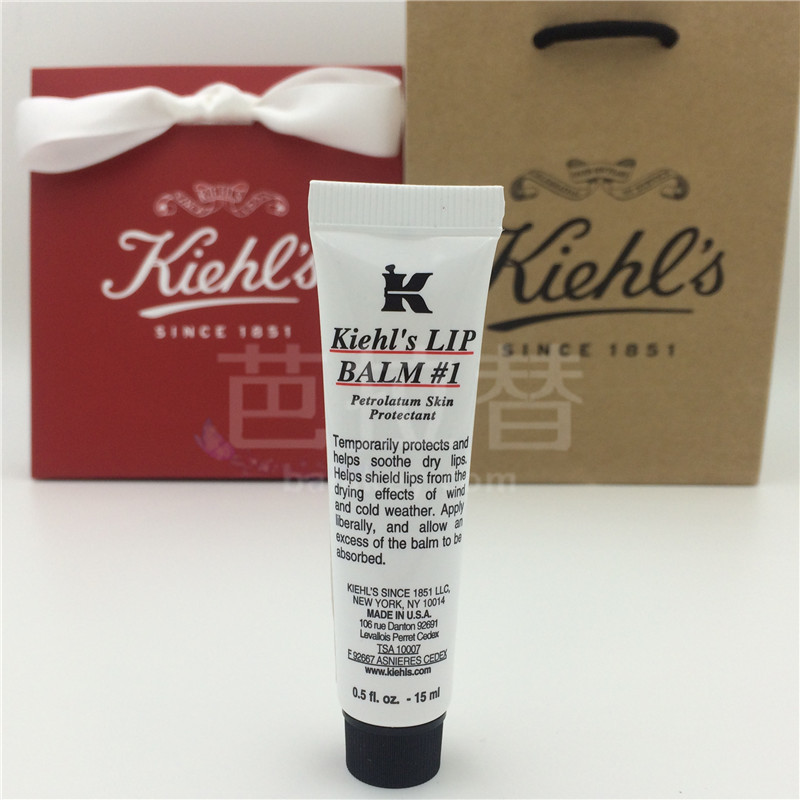 KIEHL'S
Kiehl's
SINCE 1851
Kiehl's
SINCE 1851
K
Kiehl's LIP
BALM #1
Petrolatum Skin
Protectant
Temporarily protects and
helps soothe dry lips.
Helps shield lips from the
drying effects of wind
and cold weather. Apply
liberally, and allow an
excess of the balm to be
absorbed.
KIEHL'S SINCE 1851 LLC,
NEW YORK, NY 10014
MADE IN U.S.A.
106 rue Danton 92691
Levallois Perret Cedex
TSA 10007
F 92667 ASNIERES CEDEX
www.kiehls.com
0.5 fl. oz. - 15 ml